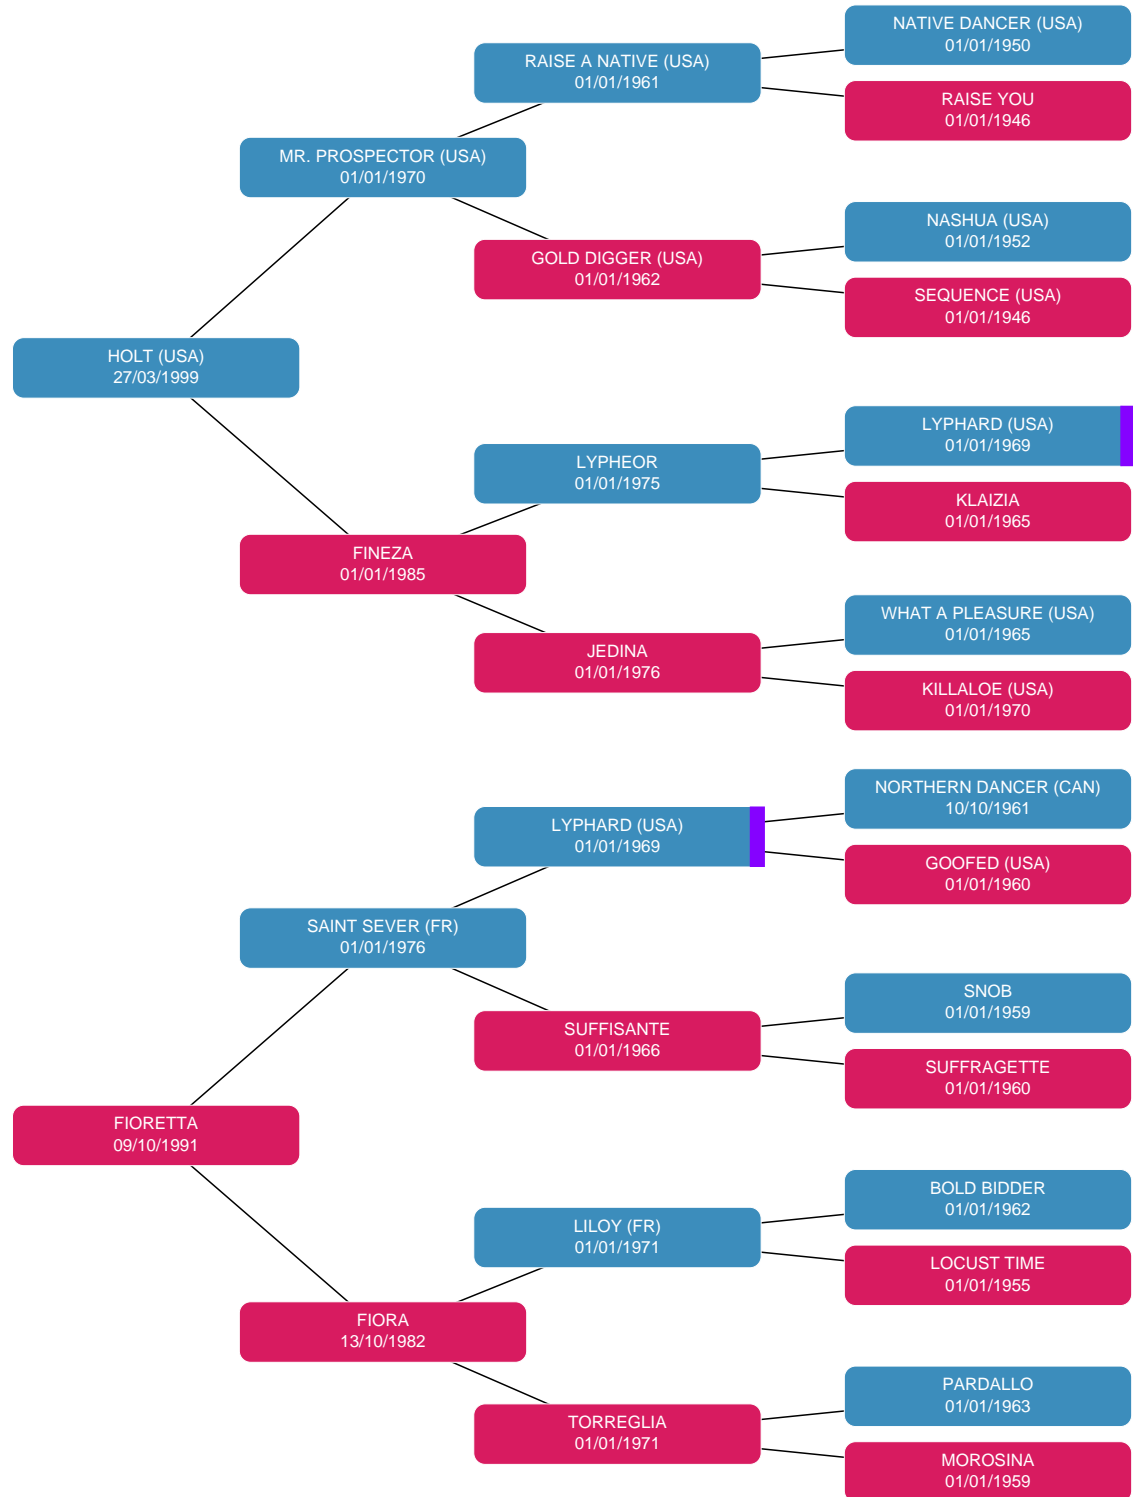 NATIVE DANCER (USA)
01/01/1950
RAISE A NATIVE (USA)
01/01/1961
RAISE YOU
01/01/1946
MR. PROSPECTOR (USA)
01/01/1970
NASHUA (USA)
01/01/1952
GOLD DIGGER (USA)
01/01/1962
SEQUENCE (USA)
01/01/1946
HOLT (USA)
27/03/1999
LYPHARD (USA)
01/01/1969
LYPHEOR
01/01/1975
KLAIZIA
01/01/1965
FINEZA
01/01/1985
WHAT A PLEASURE (USA)
01/01/1965
JEDINA
01/01/1976
KILLALOE (USA)
01/01/1970
NORTHERN DANCER (CAN)
10/10/1961
LYPHARD (USA)
01/01/1969
GOOFED (USA)
01/01/1960
SAINT SEVER (FR)
01/01/1976
SNOB
01/01/1959
SUFFISANTE
01/01/1966
SUFFRAGETTE
01/01/1960
FIORETTA
09/10/1991
BOLD BIDDER
01/01/1962
LILOY (FR)
01/01/1971
LOCUST TIME
01/01/1955
FIORA
13/10/1982
PARDALLO
01/01/1963
TORREGLIA
01/01/1971
MOROSINA
01/01/1959